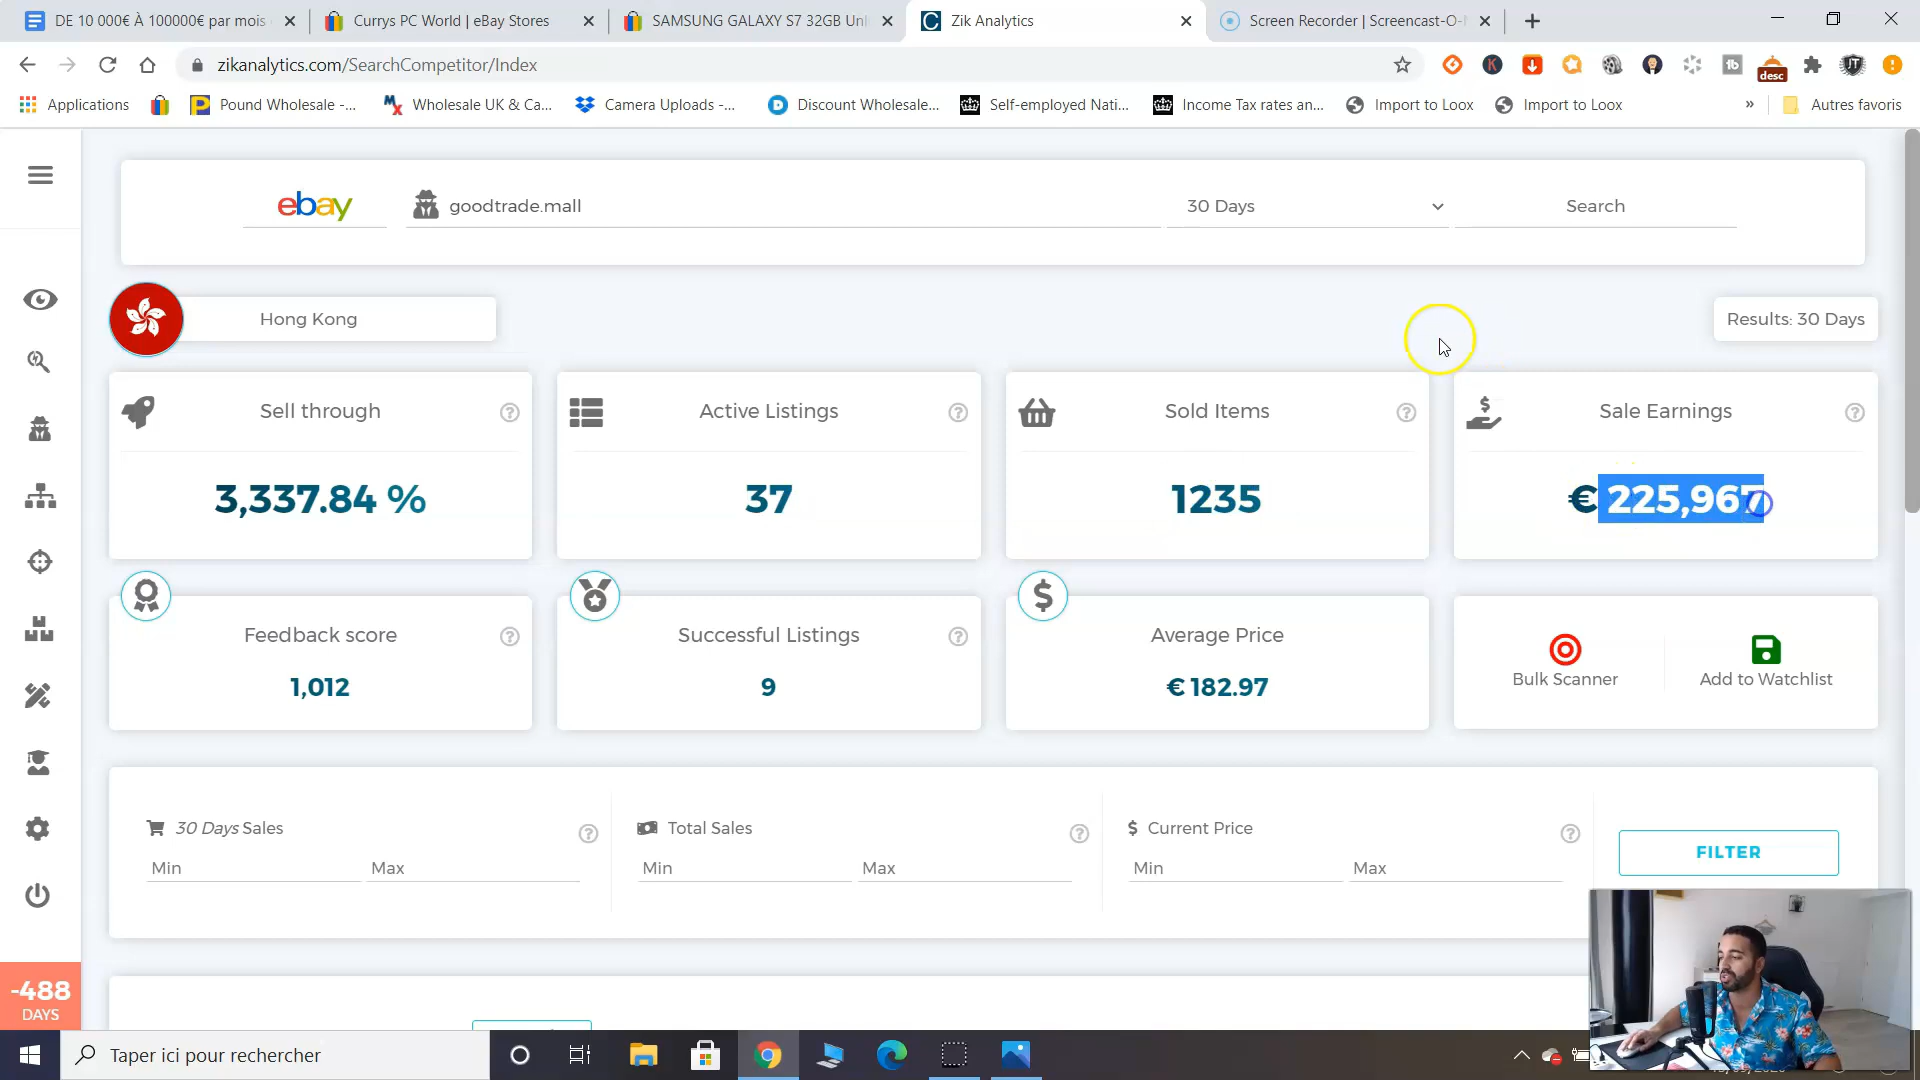 DE 10 000€ À 100000€ par mois
Currys PC World | eBay Stores
SAMSUNG GALAXY S7 32GB Unl
Zik Analytics
Screen Recorder | Screencast-O-
zikanalytics.com/SearchCompetitor/Index
desc
Applications
Pound Wholesale -...
Wholesale UK & Ca...
Camera Uploads -...
Discount Wholesale...
Self-employed Nati...
Income Tax rates an...
Import to Loox
Import to Loox
»
Autres favoris
ebay
goodtrade.mall
30 Days
Search
Hong Kong
Results: 30 Days
Sell through
Active Listings
Sold Items
Sale Earnings
3,337.84 %
37
1235
€ 225,967
Feedback score
Successful Listings
Average Price
1,012
9
€ 182.97
Bulk Scanner
Add to Watchlist
30 Days Sales
Total Sales
$ Current Price
Min
Max
Min
Max
Min
Max
FILTER
-488
DAYS
Taper ici pour rechercher